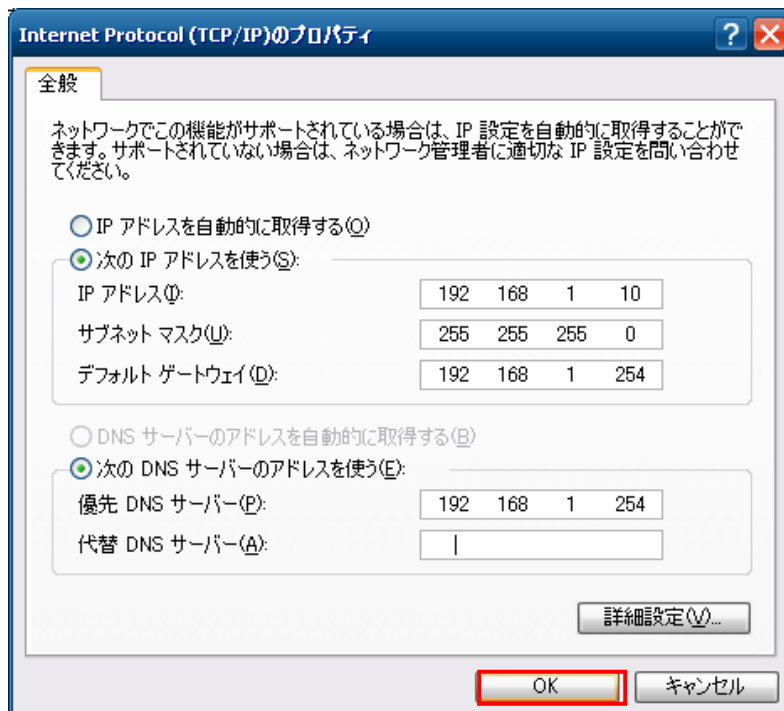 Internet Protocol (TCP/IP)のプロパティ
全般
ネットワークでこの機能がサポートされている場合は、IP 設定を自動的に取得することがで
きます。サポートされていない場合は、ネットワーク管理者に適切な IP 設定を問い合わせ
てください。
IP アドレスを自動的に取得する(O)
次の IP アドレスを使う(S):
IP アドレス(I): 192 168 1 10
サブネット マスク(U): 255 255 255 0
デフォルト ゲートウェイ(D): 192 168 1 254
DNS サーバーのアドレスを自動的に取得する(B)
次の DNS サーバーのアドレスを使う(E):
優先 DNS サーバー(P): 192 168 1 254
代替 DNS サーバー(A):
詳細設定(V)...
OK キャンセル